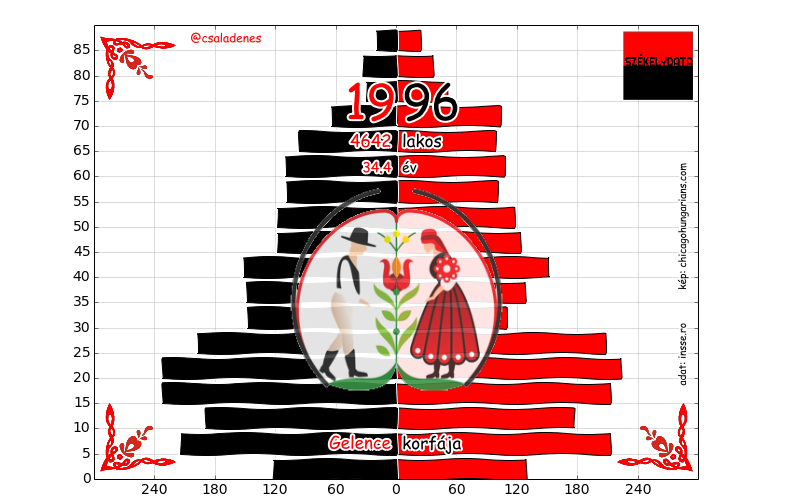 @csaladenes
SZÉKELYDATA
1996
4642 lakos
34.4 év
kép: chicagohungarians.com
adat: insse.ro
Gelence korfája
85
80
75
70
65
60
55
50
45
40
35
30
25
20
15
10
5
0
240 180 120 60 0 60 120 180 240